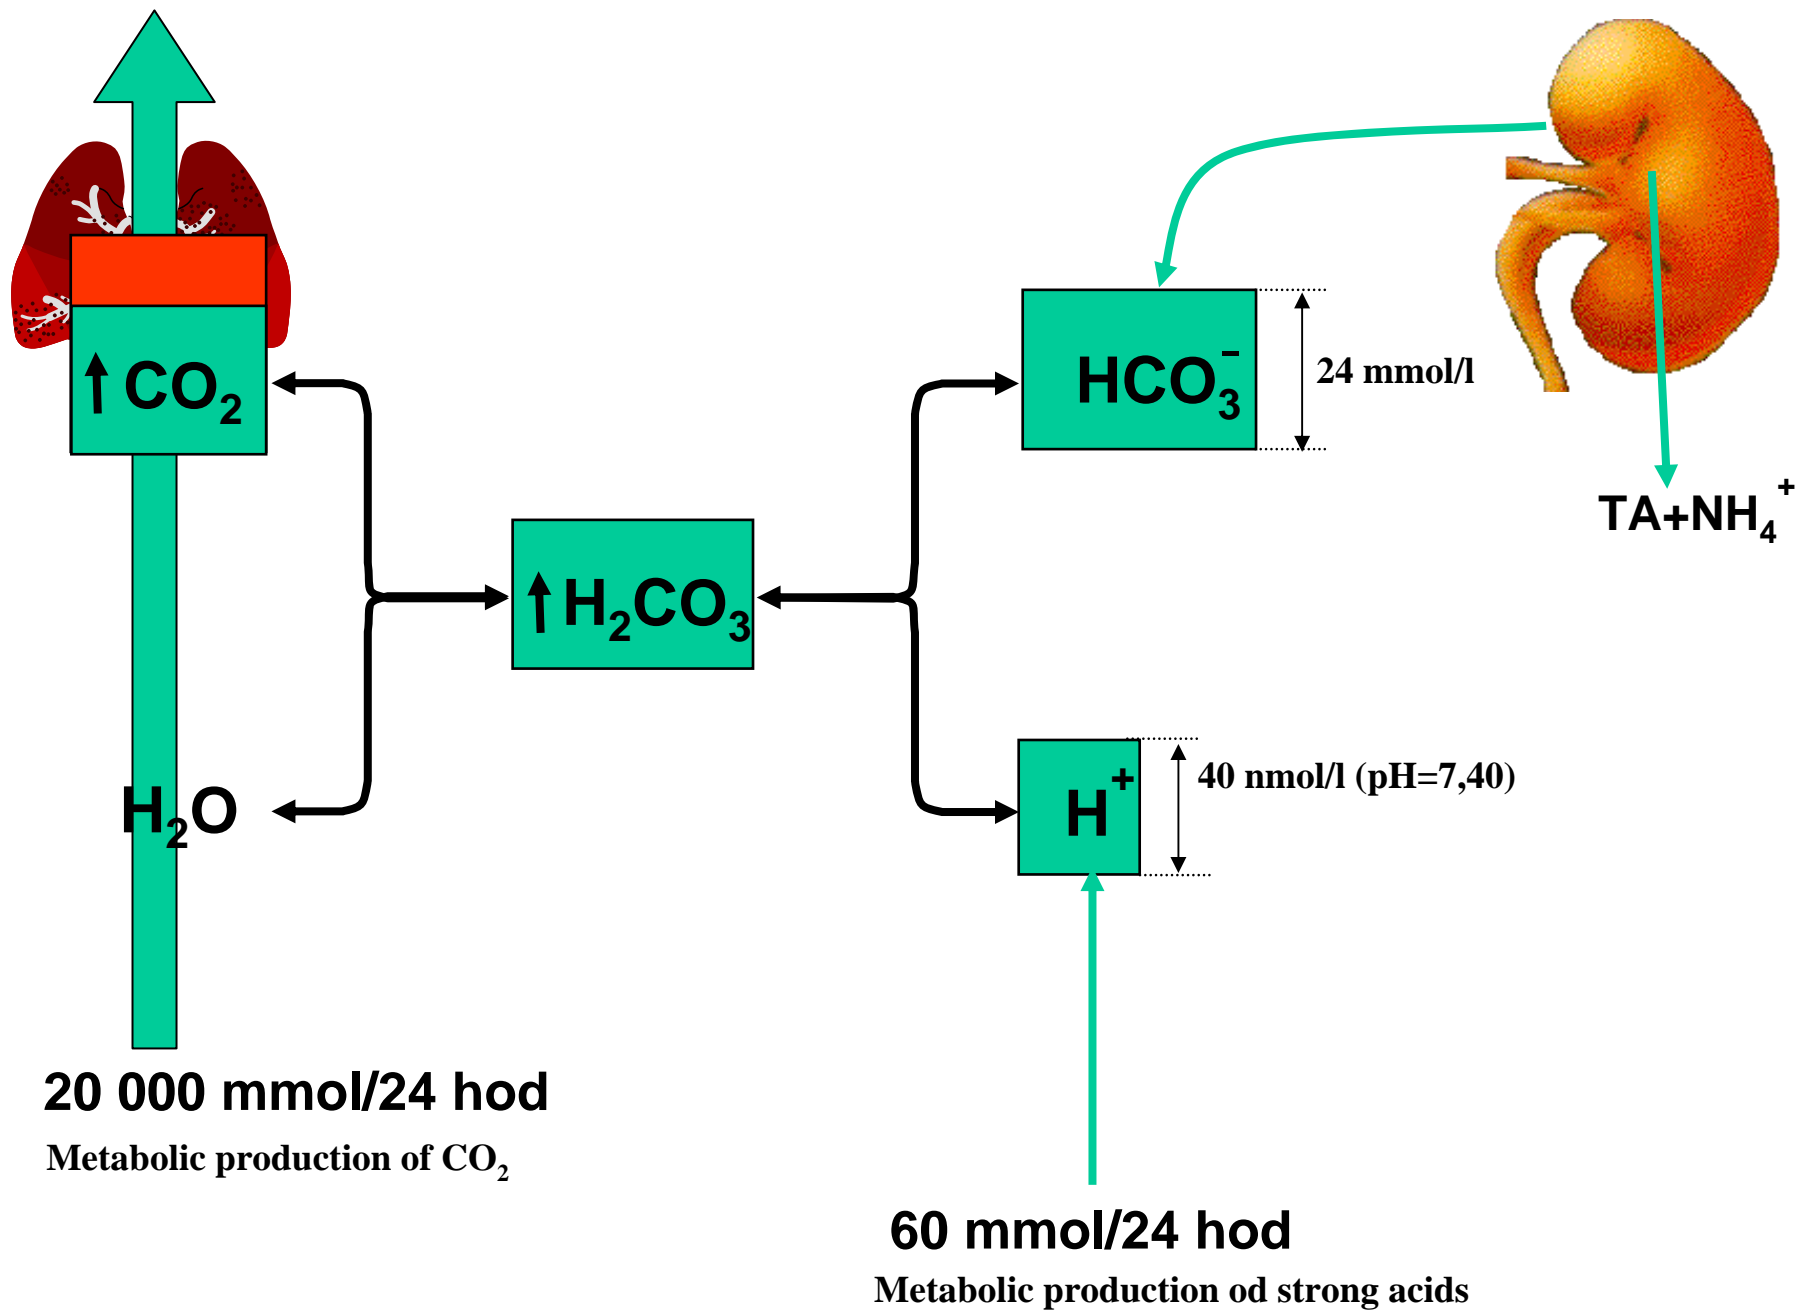 ↑ CO₂
HCO₃⁻
24 mmol/l
TA+NH₄⁺
↑ H₂CO₃
H₂O
H⁺
40 nmol/l (pH=7,40)
20 000 mmol/24 hod
Metabolic production of CO₂
60 mmol/24 hod
Metabolic production od strong acids